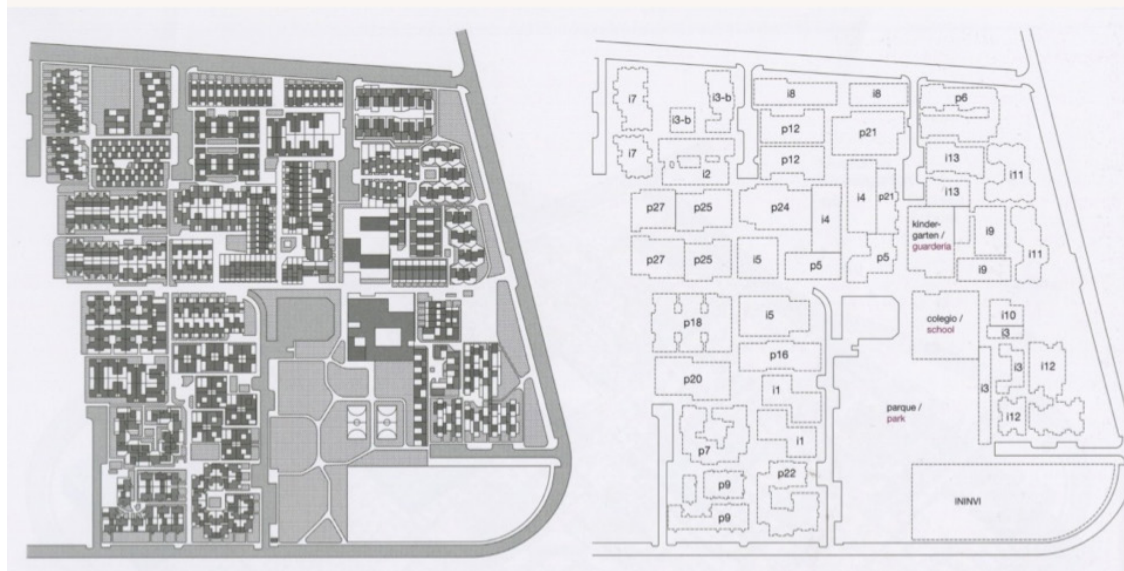 i7
i3-b
i8
i8
p6
i3-b
p12
p21
i7
p12
i13
i2
i11
i13
p27
p25
p24
i4
i4
p21
kinder-
garten /
guardería
i9
p27
p25
i5
p5
p5
i9
i11
p18
i5
colegio /
school
i10
i3
p16
i3
i12
p20
i1
i3
parque /
park
i12
i1
p7
p22
p9
p9
ININVI